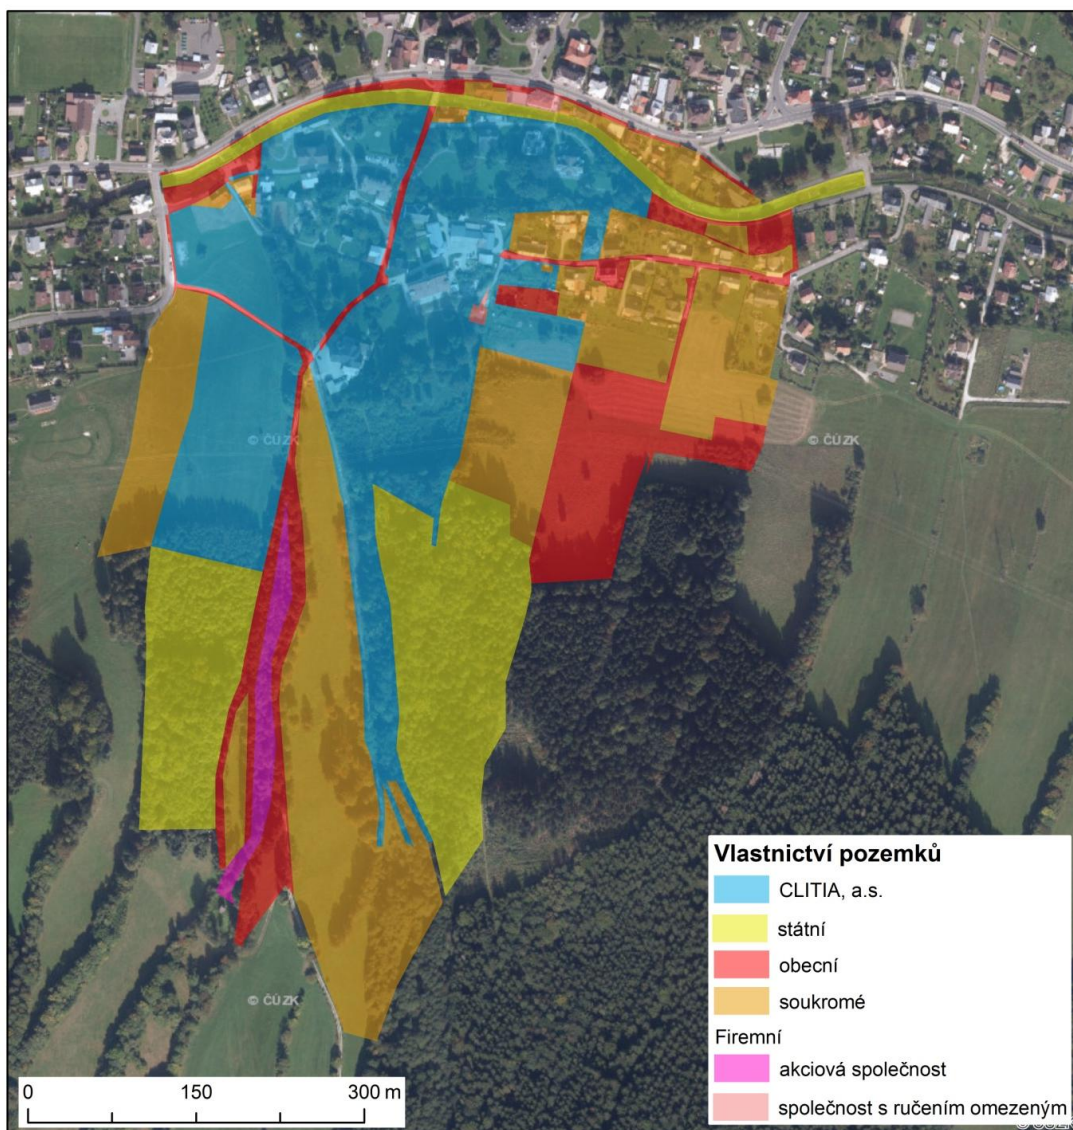 © ČÚZK
© ČÚZK
© ČÚZK
Vlastnictví pozemků
CLITIA, a.s.
státní
obecní
soukromé
Firemní
akciová společnost
společnost s ručením omezeným
0 150 300 m